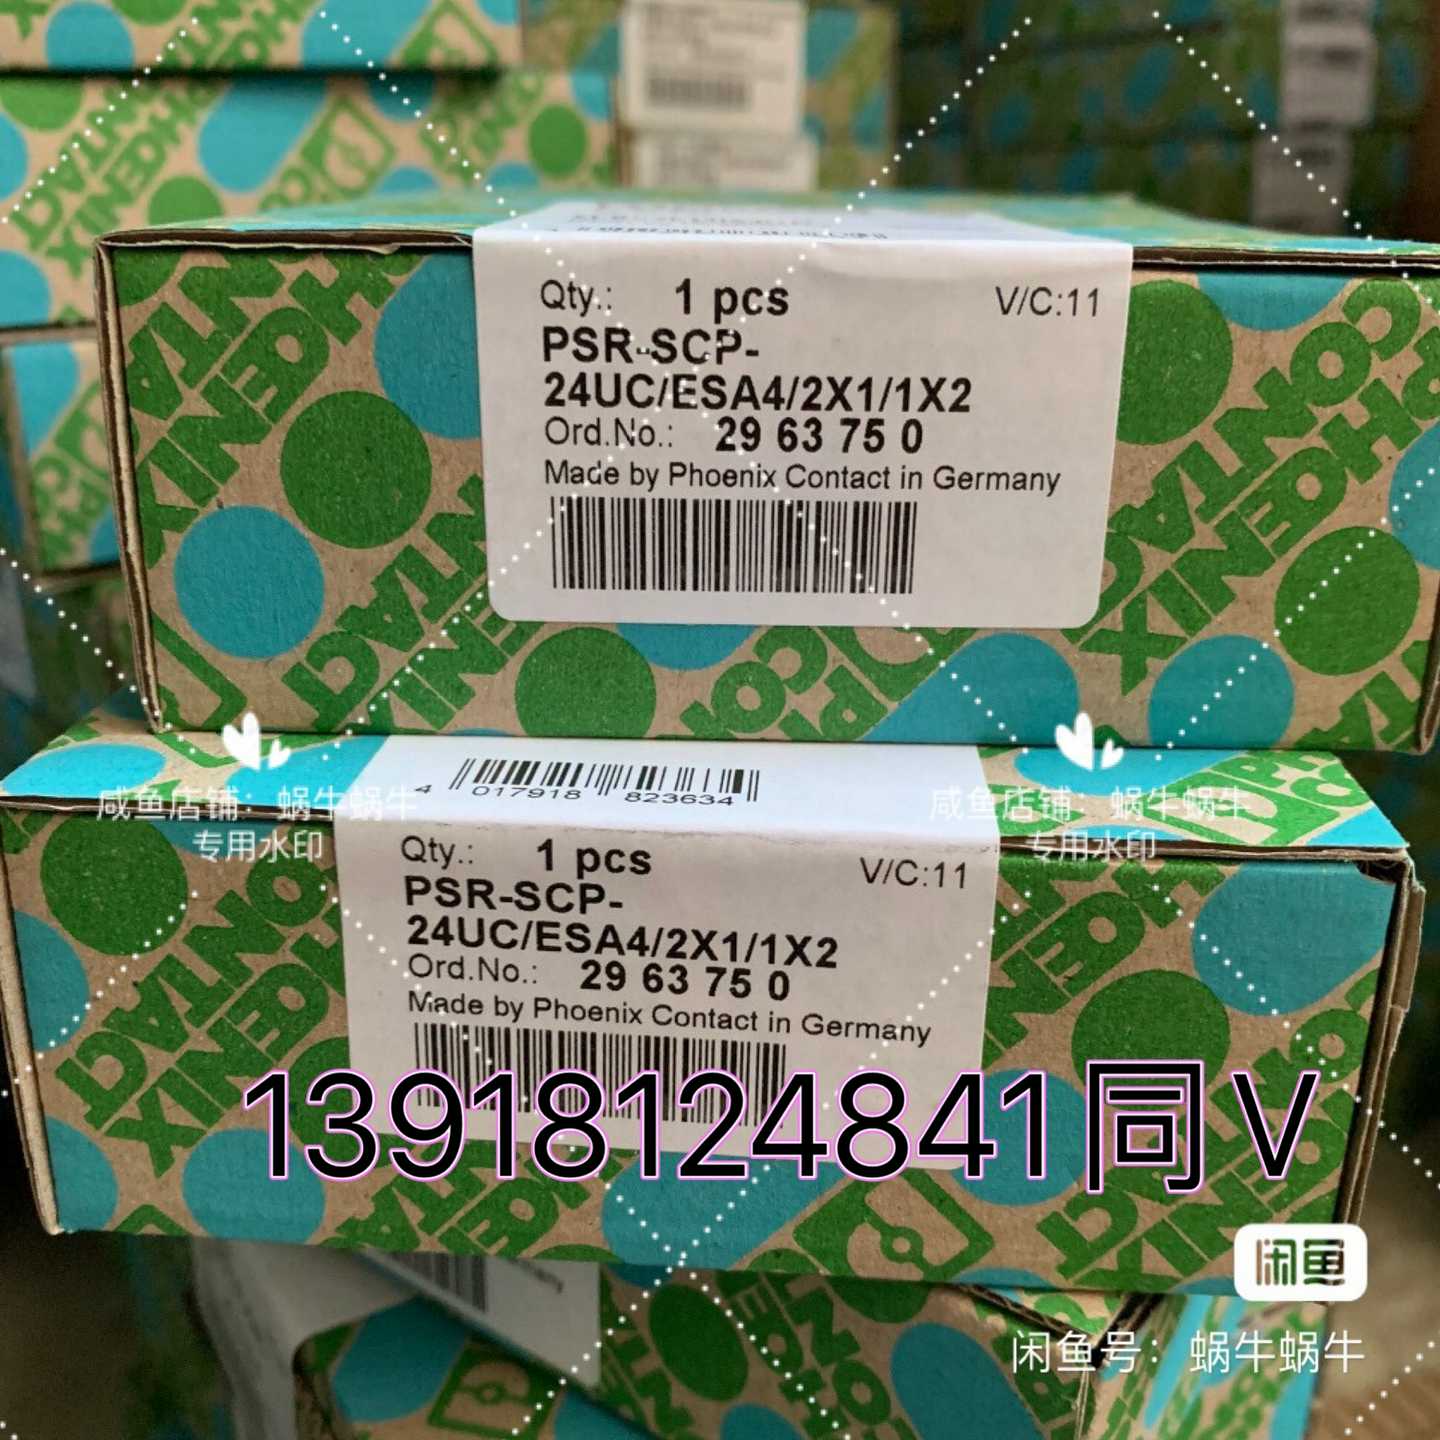 Qty.: 1 pcs V/C:11
PSR-SCP-
24UC/ESA4/2X1/1X2
Ord.No.: 29 63 75 0
Made by Phoenix Contact in Germany
4 017918 823634
咸鱼店铺：蜗牛蜗牛
专用水印
咸鱼店铺：蜗牛蜗牛
专用水印
Qty.: 1 pcs V/C:11
PSR-SCP-
24UC/ESA4/2X1/1X2
Ord.No.: 29 63 75 0
Made by Phoenix Contact in Germany
13918124841同V
闲鱼
闲鱼号：蜗牛蜗牛
PHŒNIX
CONTACT